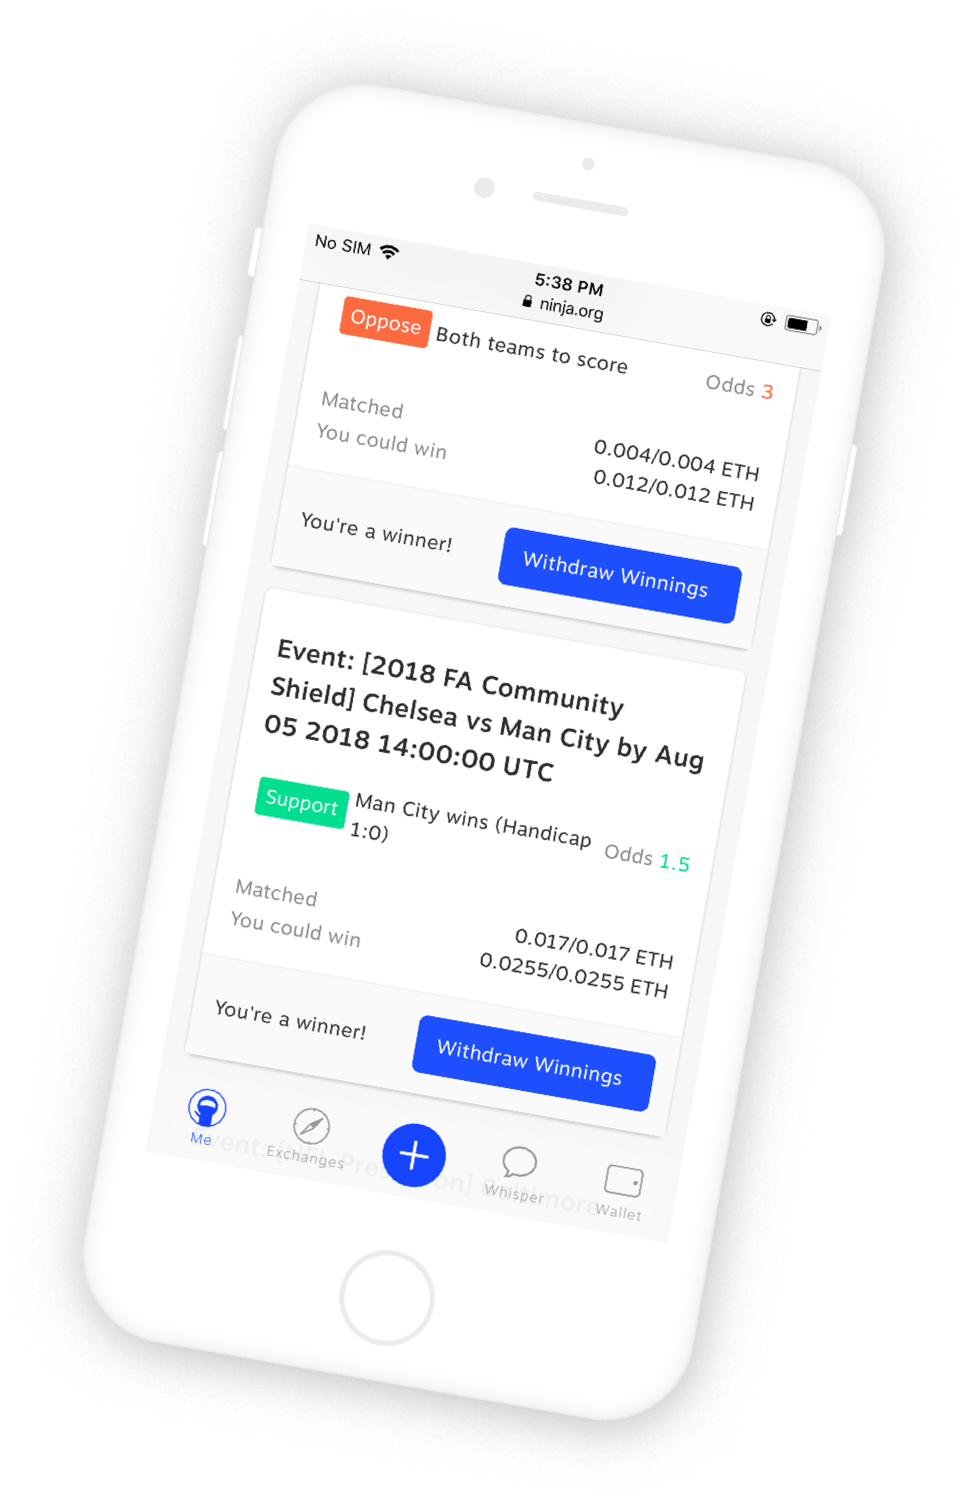 No SIM
5:38 PM
ninja.org
Oppose Both teams to score
Odds 3
Matched
0.004/0.004 ETH
You could win
0.012/0.012 ETH
You're a winner!
Withdraw Winnings
Event: [2018 FA Community
Shield] Chelsea vs Man City by Aug
05 2018 14:00:00 UTC
Support Man City wins (Handicap
1:0)
Odds 1.5
Matched
0.017/0.017 ETH
You could win
0.0255/0.0255 ETH
You're a winner!
Withdraw Winnings
Me
Exchanges
Whisper
Wallet
Baltimore